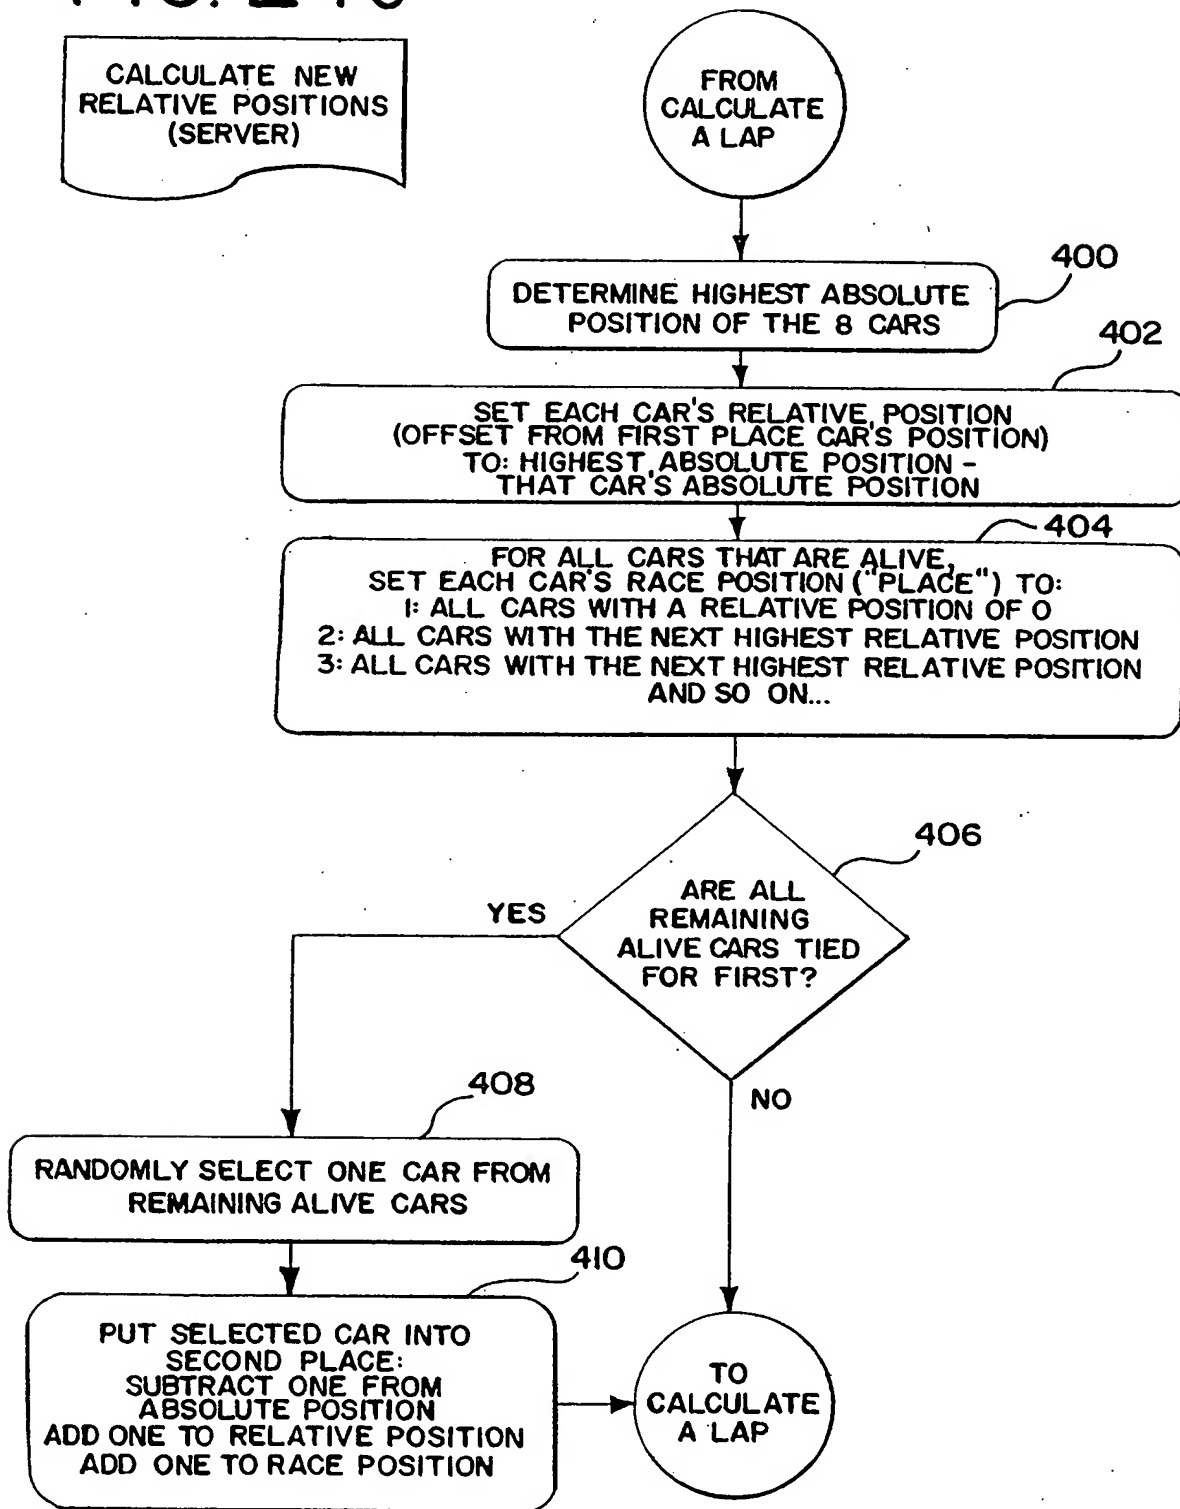 CALCULATE NEW
RELATIVE POSITIONS
(SERVER)
FROM
CALCULATE
A LAP
400
DETERMINE HIGHEST ABSOLUTE
POSITION OF THE 8 CARS
402
SET EACH CAR'S RELATIVE POSITION
(OFFSET FROM FIRST PLACE CAR'S POSITION)
TO: HIGHEST ABSOLUTE POSITION -
THAT CAR'S ABSOLUTE POSITION
404
FOR ALL CARS THAT ARE ALIVE,
SET EACH CAR'S RACE POSITION ("PLACE") TO:
1: ALL CARS WITH A RELATIVE POSITION OF 0
2: ALL CARS WITH THE NEXT HIGHEST RELATIVE POSITION
3: ALL CARS WITH THE NEXT HIGHEST RELATIVE POSITION
AND SO ON...
406
ARE ALL
REMAINING
ALIVE CARS TIED
FOR FIRST?
YES
NO
408
RANDOMLY SELECT ONE CAR FROM
REMAINING ALIVE CARS
410
PUT SELECTED CAR INTO
SECOND PLACE:
SUBTRACT ONE FROM
ABSOLUTE POSITION
ADD ONE TO RELATIVE POSITION
ADD ONE TO RACE POSITION
TO
CALCULATE
A LAP